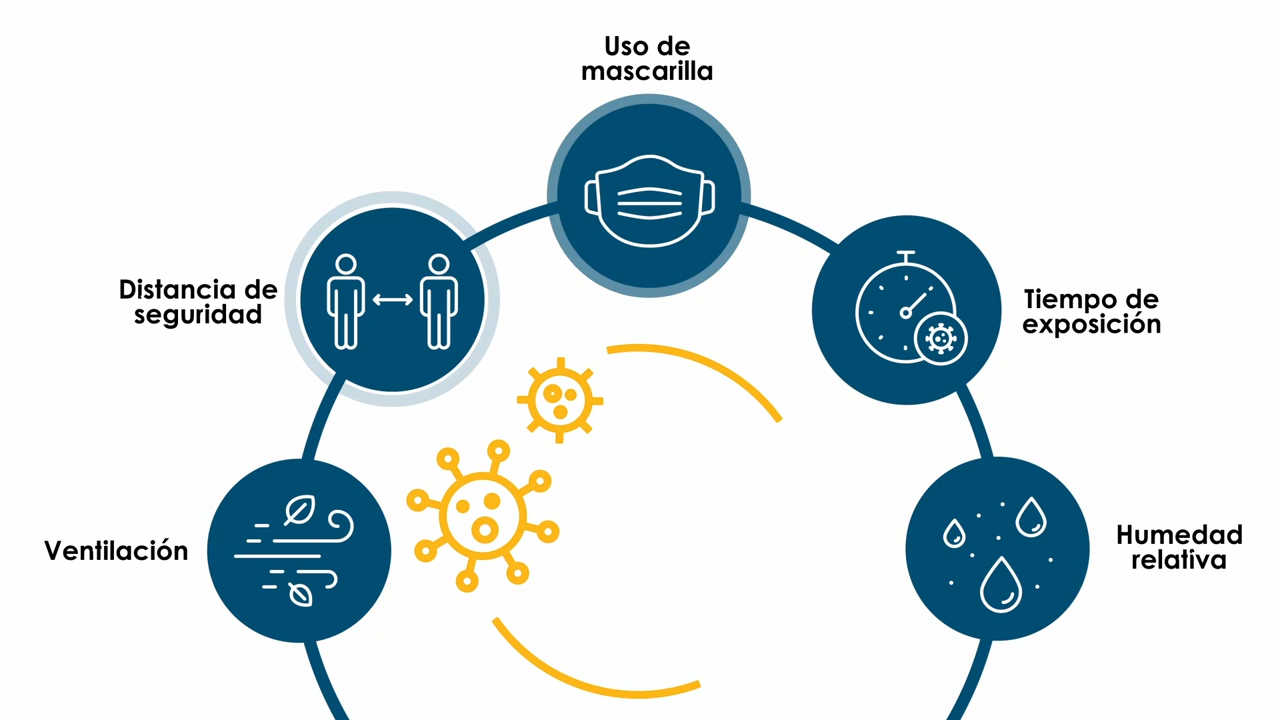 Uso de
mascarilla
Distancia de
seguridad
Tiempo de
exposición
Ventilación
Humedad
relativa